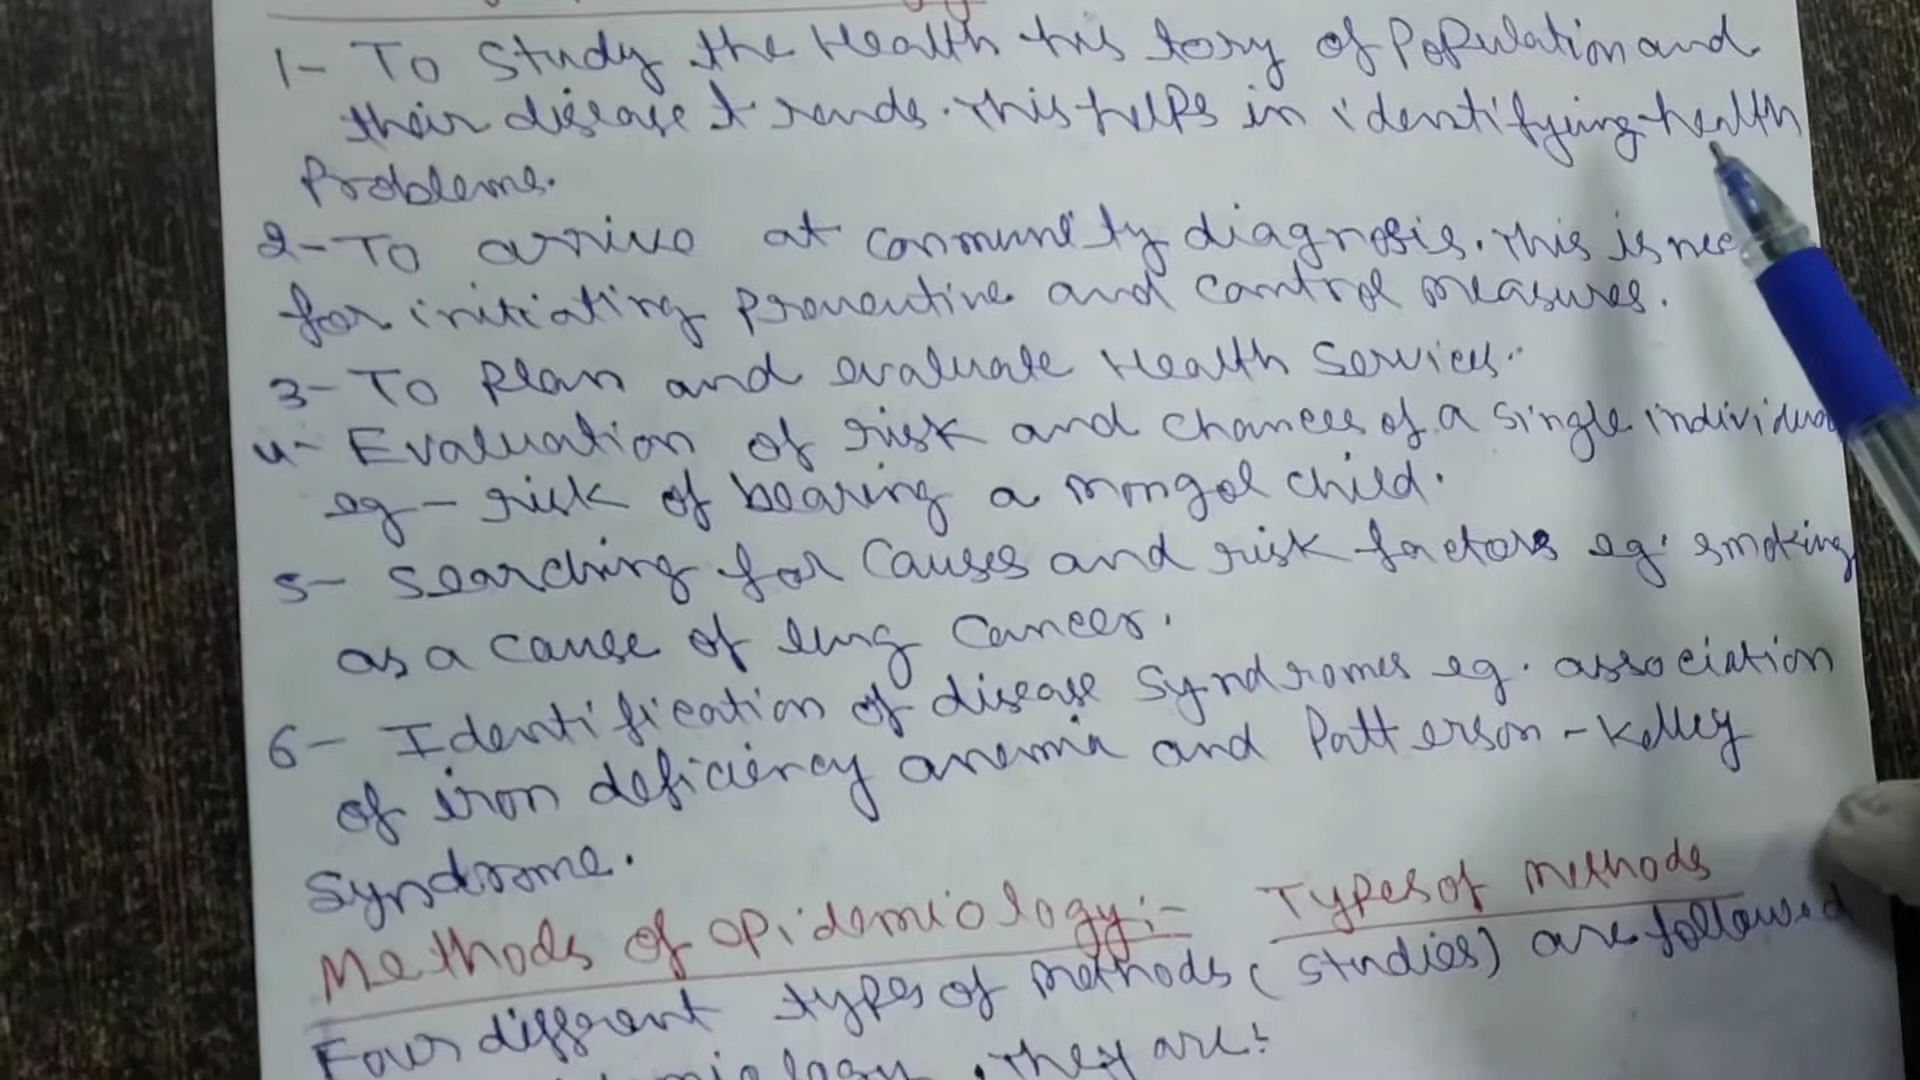 1- To Study the Health history of Population and
their disease trends. This helps in identifying health
Problems.
2- To arrive at community diagnosis. This is
for initiating preventive and control measures.
3- To plan and evaluate Health Services.
4- Evaluation of risk and chances of a single individual
eg - risk of bearing a mongol child.
5- Searching for Causes and risk factors eg. smoking
as a cause of lung Cancer.
6- Identification of disease Syndromes eg. association
of iron deficiency anemia and Patterson-Kelley
Syndrome.
Methods of epidemiology:- Types of methods
Four different types of methods (studies) are followed
They are: